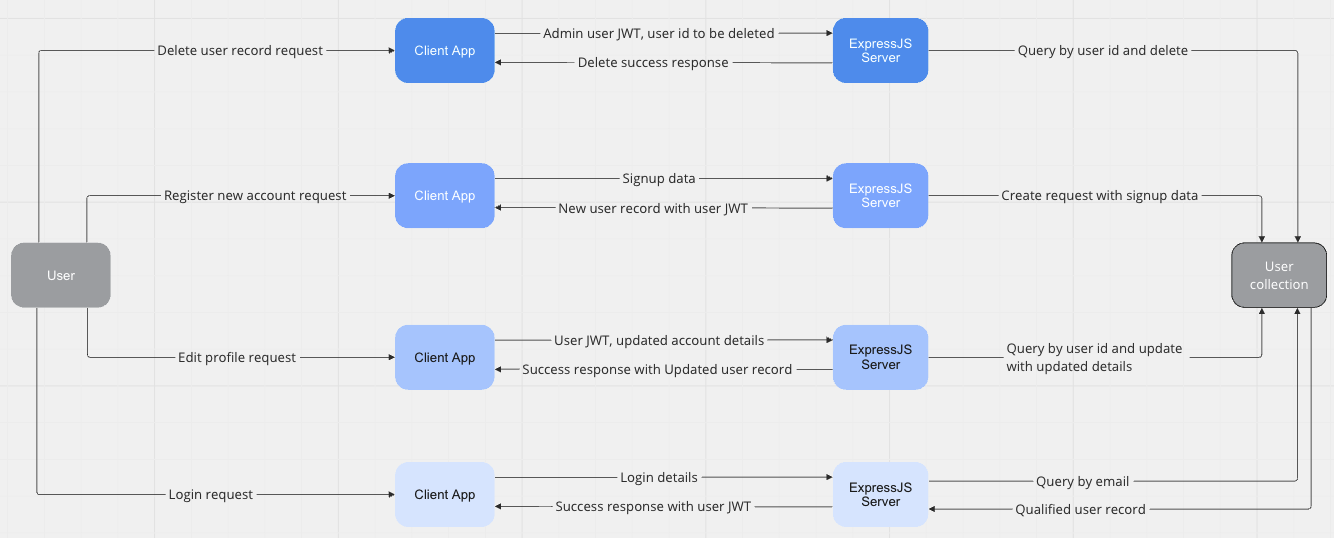 Delete user record request
Client App
Admin user JWT, user id to be deleted
Delete success response
ExpressJS
Server
Query by user id and delete
Register new account request
Client App
Signup data
New user record with user JWT
ExpressJS
Server
Create request with signup data
User
User
collection
Edit profile request
Client App
User JWT, updated account details
Success response with Updated user record
ExpressJS
Server
Query by user id and update
with updated details
Login request
Client App
Login details
Success response with user JWT
ExpressJS
Server
Query by email
Qualified user record